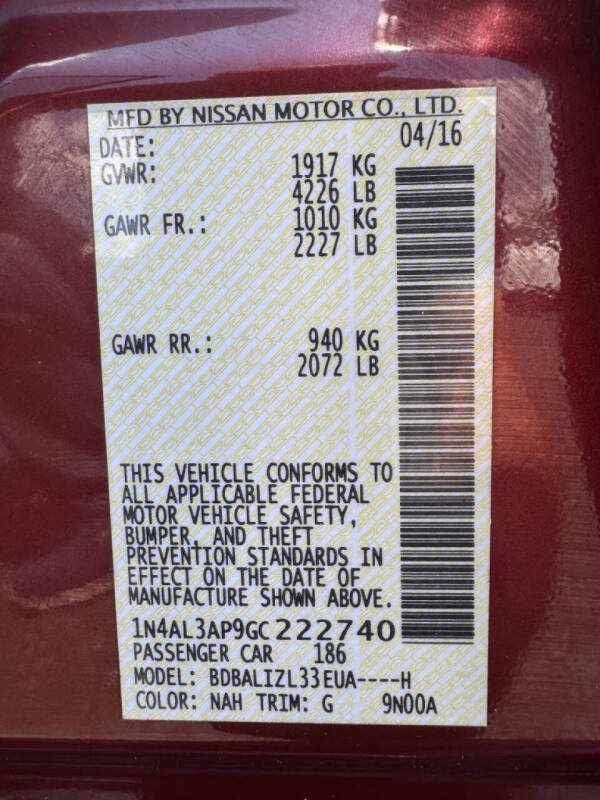 MFD BY NISSAN MOTOR CO., LTD.
DATE: 04/16
GVWR: 1917 KG
4226 LB
GAWR FR.: 1010 KG
2227 LB
GAWR RR.: 940 KG
2072 LB
THIS VEHICLE CONFORMS TO
ALL APPLICABLE FEDERAL
MOTOR VEHICLE SAFETY,
BUMPER, AND THEFT
PREVENTION STANDARDS IN
EFFECT ON THE DATE OF
MANUFACTURE SHOWN ABOVE.
1N4AL3AP9GC222740
PASSENGER CAR 186
MODEL: BDBALIZL33EUA----H
COLOR: NAH TRIM: G 9N00A